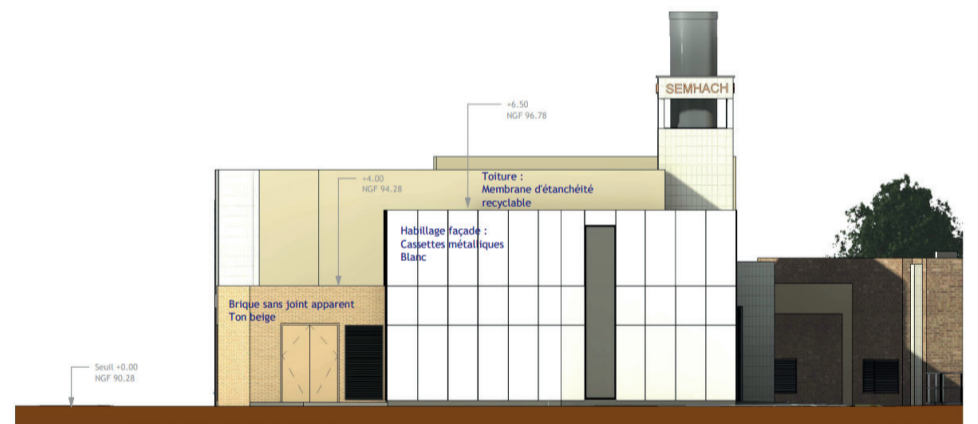 SEMHACH
+6.50
NGF 96.78
+4.00
NGF 94.28
Toiture :
Membrane d'étanchéité
recyclable
Habillage façade :
Cassettes métalliques
Blanc
Brique sans joint apparent
Ton beige
Seuil +0.00
NGF 90.28